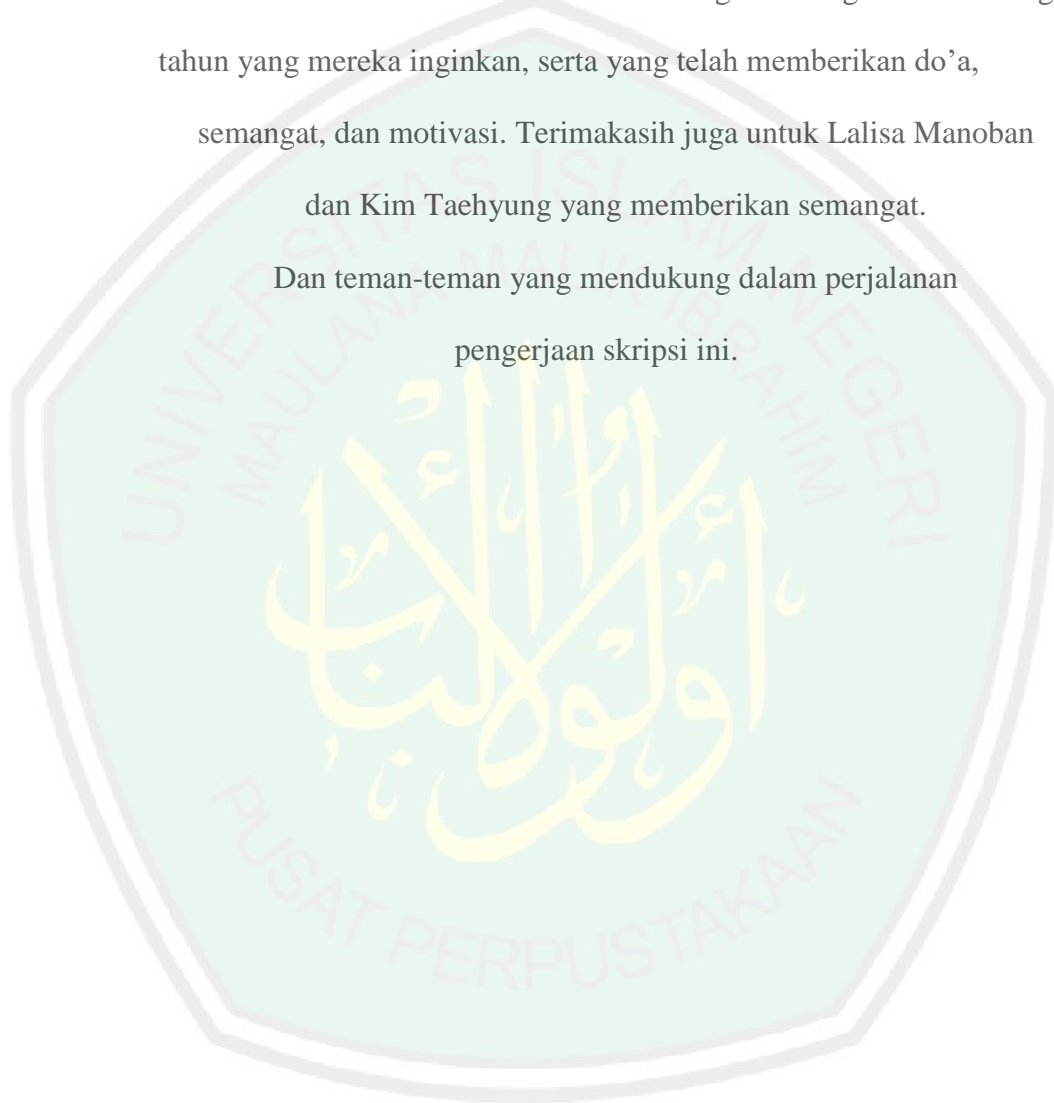 tahun yang mereka inginkan, serta yang telah memberikan do’a,
semangat, dan motivasi. Terimakasih juga untuk Lalisa Manoban
dan Kim Taehyung yang memberikan semangat.
Dan teman-teman yang mendukung dalam perjalanan
pengerjaan skripsi ini.
UNIVERSITAS ISLAM NEGERI
MAULANA MALIK IBRAHIM
أولوا الألباب
PUSAT PERPUSTAKAAN